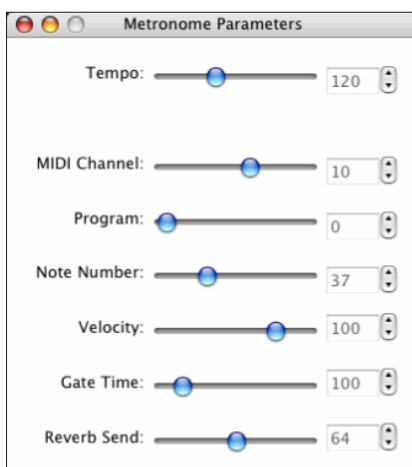 Metronome Parameters
Tempo: 120
MIDI Channel: 10
Program: 0
Note Number: 37
Velocity: 100
Gate Time: 100
Reverb Send: 64